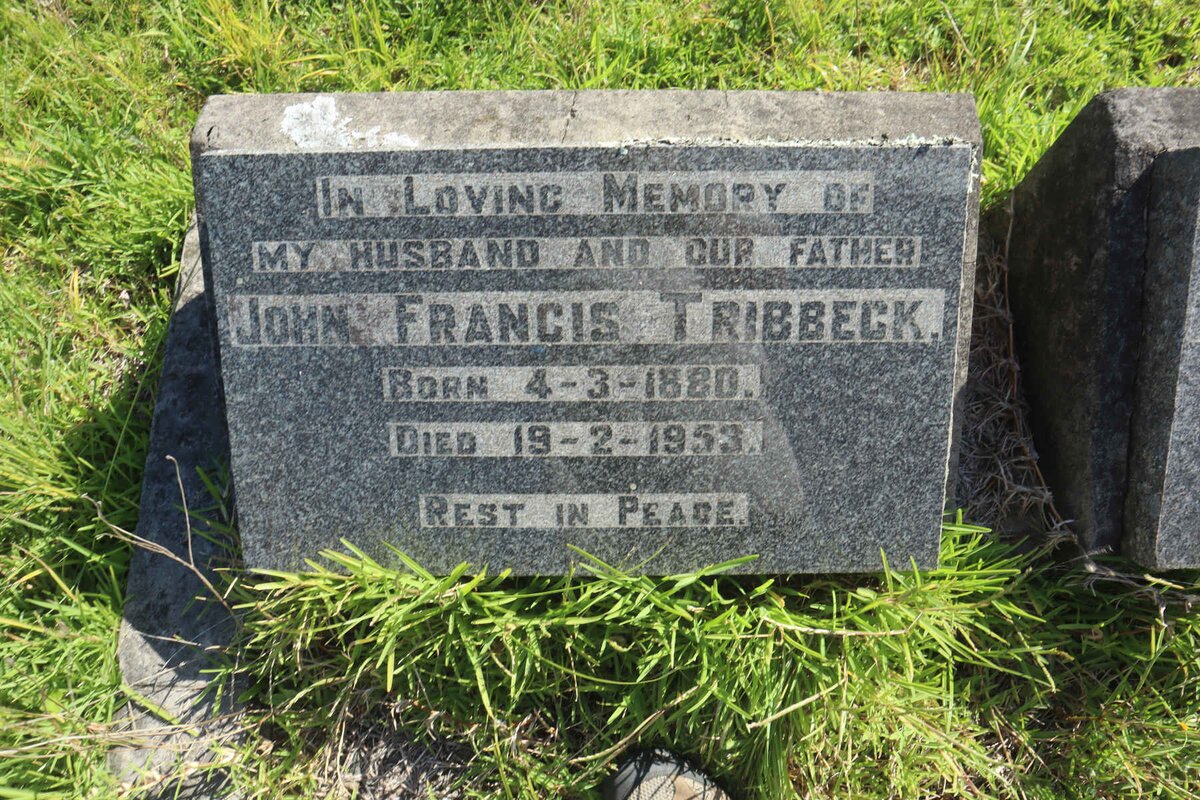 IN LOVING MEMORY OF
MY HUSBAND AND OUR FATHER
JOHN FRANCIS TRIBBECK.
BORN 4-3-1880.
DIED 19-2-1953.
REST IN PEACE.